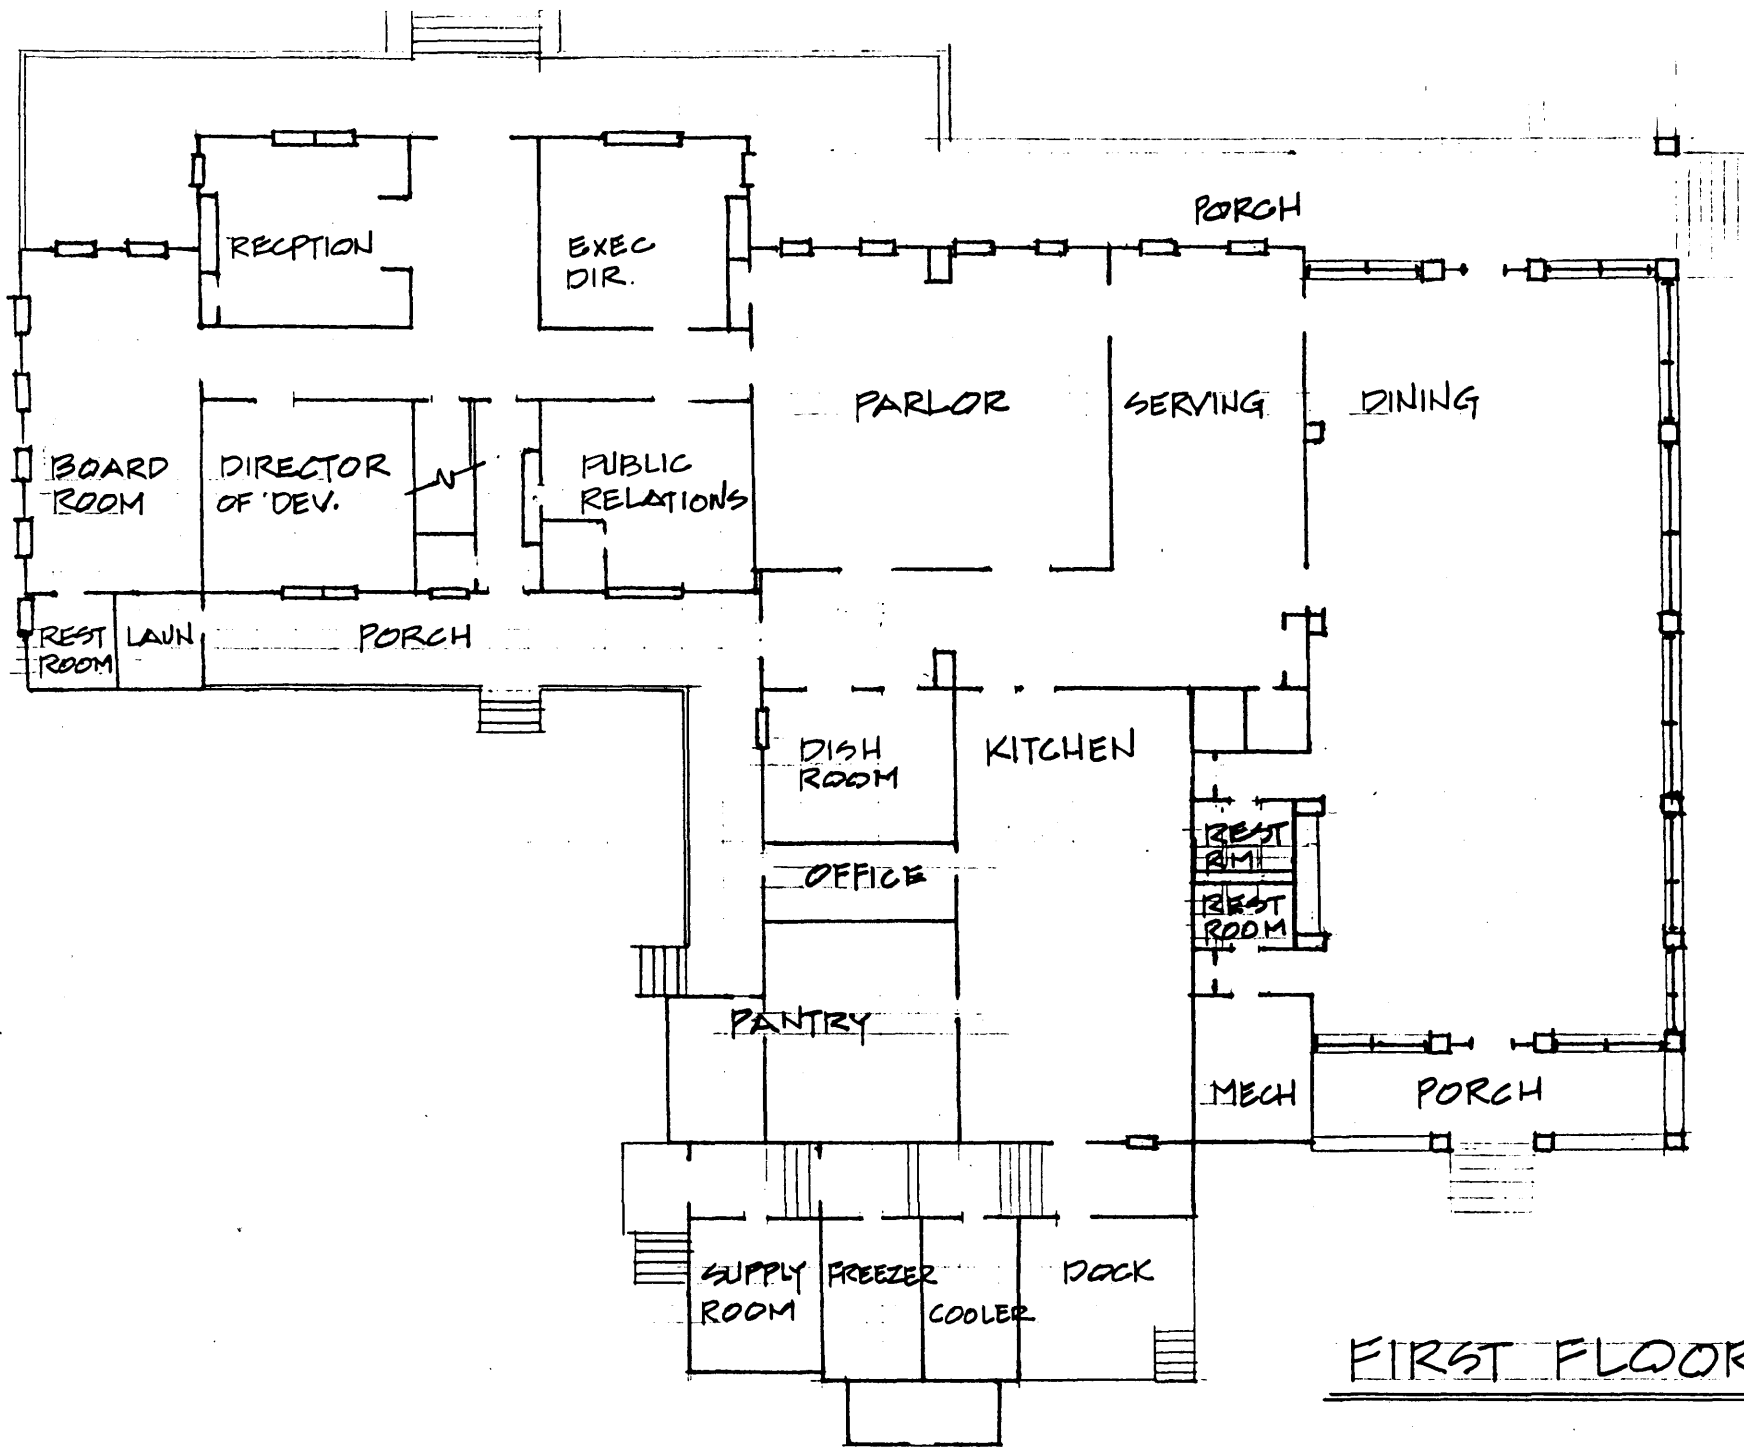 PORCH
RECPTION
EXEC
DIR.
PARLOR
SERVING
DINING
BOARD
ROOM
DIRECTOR
OF DEV.
PUBLIC
RELATIONS
REST
ROOM
LAUN
PORCH
DISH
ROOM
KITCHEN
REST
RM
OFFICE
REST
ROOM
PANTRY
MECH
PORCH
SUPPLY
ROOM
FREEZER
COOLER
DOCK
FIRST FLOOR